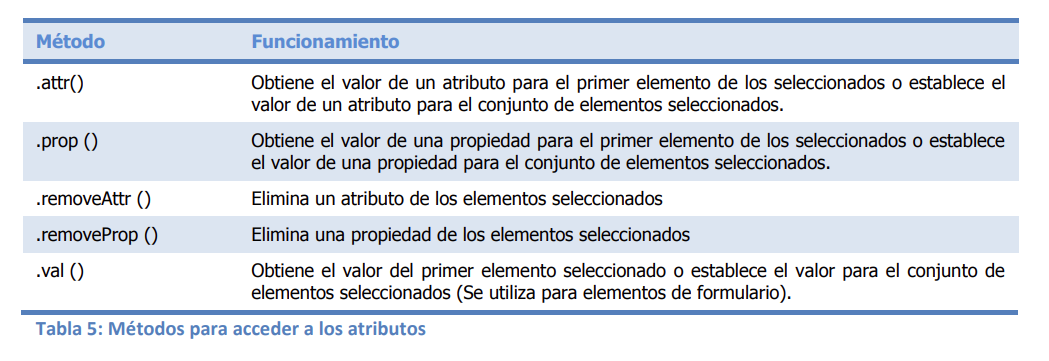 Método Funcionamiento
.attr() Obtiene el valor de un atributo para el primer elemento de los seleccionados o establece el
valor de un atributo para el conjunto de elementos seleccionados.
.prop () Obtiene el valor de una propiedad para el primer elemento de los seleccionados o establece
el valor de una propiedad para el conjunto de elementos seleccionados.
.removeAttr () Elimina un atributo de los elementos seleccionados
.removeProp () Elimina una propiedad de los elementos seleccionados
.val () Obtiene el valor del primer elemento seleccionado o establece el valor para el conjunto de
elementos seleccionados (Se utiliza para elementos de formulario).
Tabla 5: Métodos para acceder a los atributos